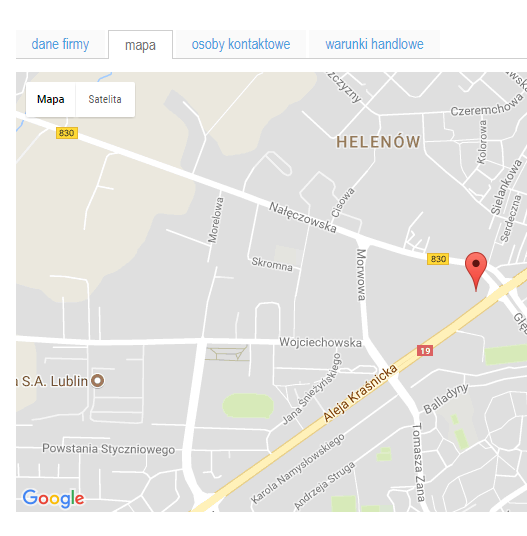 dane firmy
mapa
osoby kontaktowe
warunki handlowe
Mapa
Satelita
830
HELENÓW
Czeremchowa
Kolorowa
Sielankowa
Serdeczna
Cisowa
Nałęczowska
Morelowa
Skromna
Morwowa
830
Wojciechowska
19
S.A. Lublin
Jana Śnieżyńskiego
Aleja Kraśnicka
Balladyny
Powstania Styczniowego
Karola Namysłowskiego
Andrzeja Struga
Tomasza Zana
Google